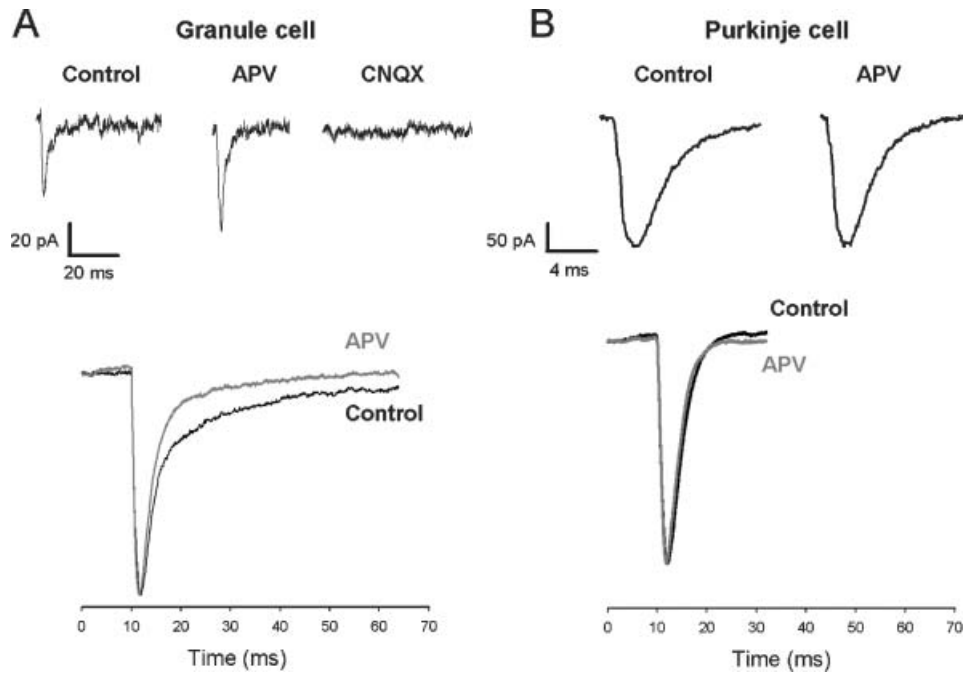 A
Granule cell
Control APV CNQX
20 pA
20 ms
APV
Control
0 10 20 30 40 50 60 70
Time (ms)
B
Purkinje cell
Control APV
50 pA
4 ms
Control
APV
0 10 20 30 40 50 60 70
Time (ms)